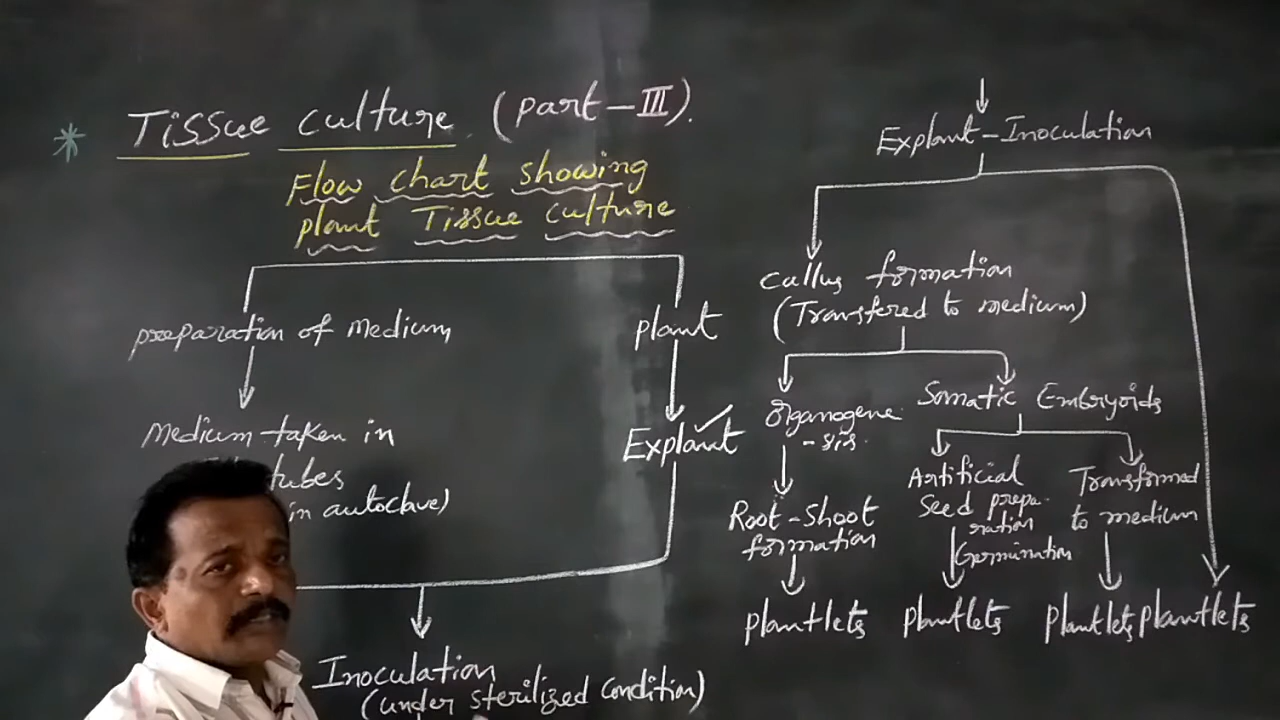 * Tissue culture (part-III).
Flow chart showing
plant Tissue culture
preparation of medium
Medium taken in
tubes
in autoclave)
plant
Explant
Inoculation
(under sterilized condition)
Explant-Inoculation
Callus formation
(Transfered to medium)
Organogene
-sis.
Root-Shoot
formation
plantlets
Somatic Embryoids
Artificial
Seed prepa-
ration
Germination
plantlets
Transformed
to medium
plantlets
plantlets